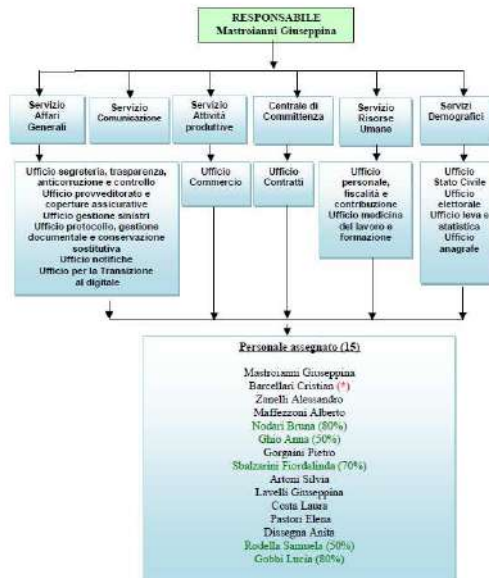 RESPONSABILE
Mastroianni Giuseppina
Servizio
Affari
Generali
Servizio
Comunicazione
Servizio
Attività
produttive
Centrale di
Committenza
Servizio
Risorse
Umane
Servizi
Demografici
Ufficio segreteria, trasparenza,
anticorruzione e controllo
Ufficio provveditorato e
coperture assicurative
Ufficio gestione sinistri
Ufficio protocollo, gestione
documentale e conservazione
sostitutiva
Ufficio notifiche
Ufficio per la Transizione
al digitale
Ufficio
Commercio
Ufficio
Contratti
Ufficio
personale,
fiscalità e
contribuzione
Ufficio medicina
del lavoro e
formazione
Ufficio
Stato Civile
Ufficio
elettorale
Ufficio leva e
statistica
Ufficio
anagrafe
Personale assegnato (15)
Mastroianni Giuseppina
Barcellari Cristian (*)
Zanelli Alessandro
Maffezzoni Alberto
Nodari Bruna (80%)
Ghio Anna (50%)
Gorgaini Pietro
Sbalzarini Fiordalinda (70%)
Artoni Silvia
Lavelli Giuseppina
Costa Laura
Pastori Elena
Dissegna Anita
Rodella Samuela (50%)
Gobbi Lucia (80%)